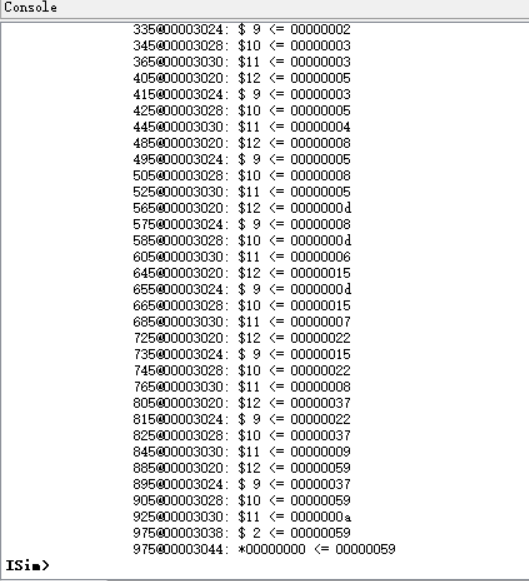 Console
335@00003024: $ 9 <= 00000002
345@00003028: $10 <= 00000003
365@00003030: $11 <= 00000003
405@00003020: $12 <= 00000005
415@00003024: $ 9 <= 00000003
425@00003028: $10 <= 00000005
445@00003030: $11 <= 00000004
485@00003020: $12 <= 00000008
495@00003024: $ 9 <= 00000005
505@00003028: $10 <= 00000008
525@00003030: $11 <= 00000005
565@00003020: $12 <= 0000000d
575@00003024: $ 9 <= 00000008
585@00003028: $10 <= 0000000d
605@00003030: $11 <= 00000006
645@00003020: $12 <= 00000015
655@00003024: $ 9 <= 0000000d
665@00003028: $10 <= 00000015
685@00003030: $11 <= 00000007
725@00003020: $12 <= 00000022
735@00003024: $ 9 <= 00000015
745@00003028: $10 <= 00000022
765@00003030: $11 <= 00000008
805@00003020: $12 <= 00000037
815@00003024: $ 9 <= 00000022
825@00003028: $10 <= 00000037
845@00003030: $11 <= 00000009
885@00003020: $12 <= 00000059
895@00003024: $ 9 <= 00000037
905@00003028: $10 <= 00000059
925@00003030: $11 <= 0000000a
975@00003038: $ 2 <= 00000059
975@00003044: *00000000 <= 00000059
ISim>